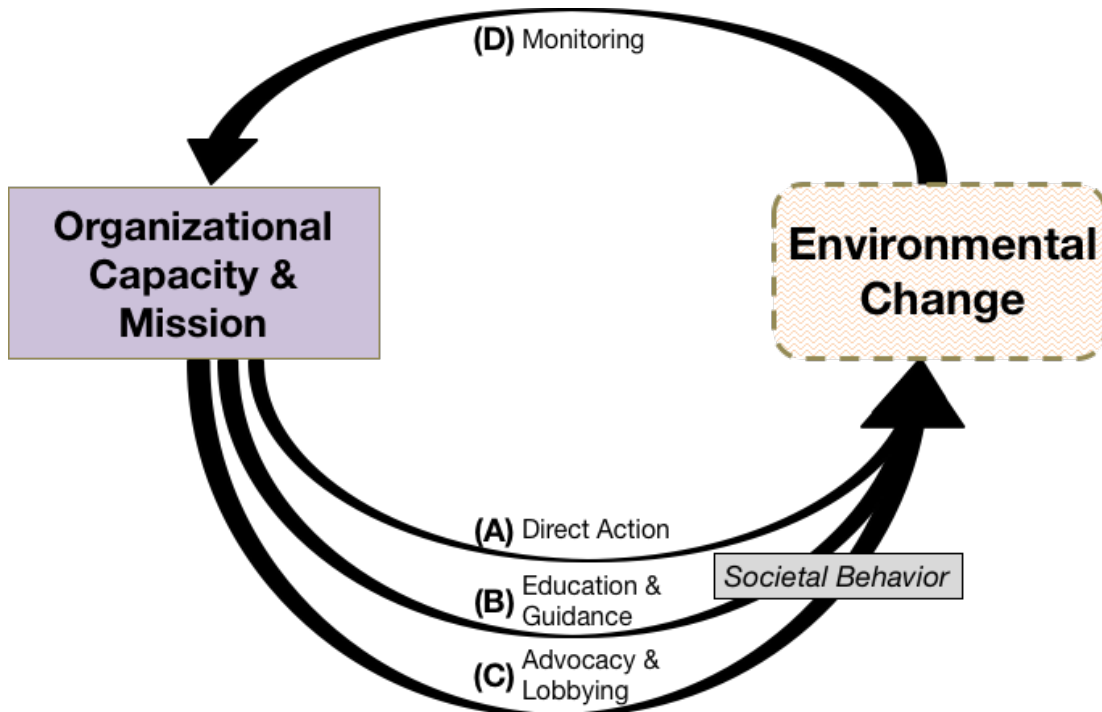 (D) Monitoring
Organizational
Capacity &
Mission
Environmental
Change
(A) Direct Action
Societal Behavior
(B) Education &
Guidance
(C) Advocacy &
Lobbying